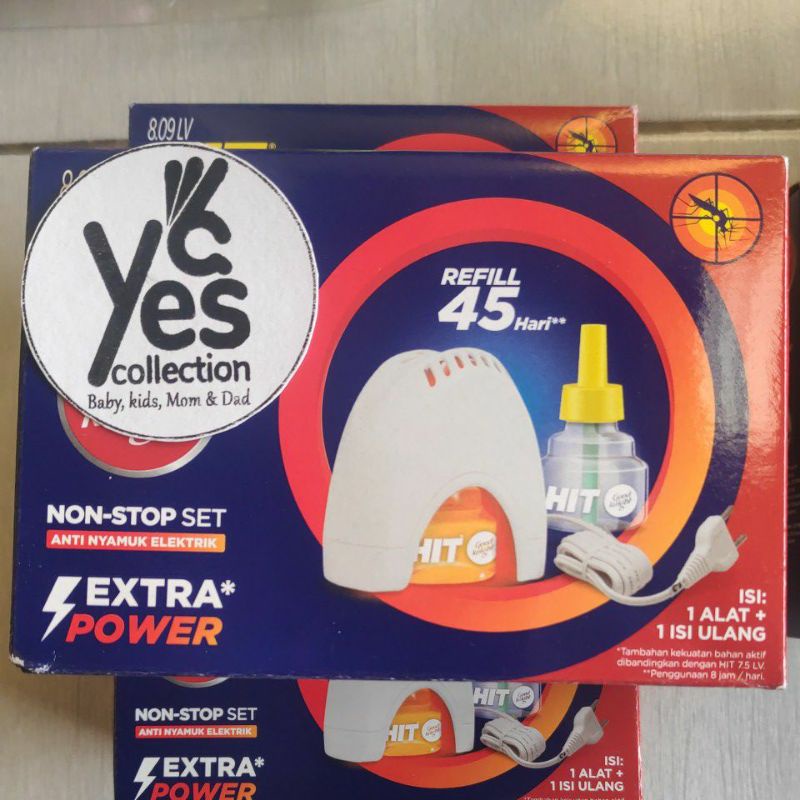 8.09 LV
Yes
collection
Baby, kids, Mom & Dad
REFILL
45 Hari**
HIT
Good
knight
HIT
Good
knight
NON-STOP SET
ANTI NYAMUK ELEKTRIK
EXTRA*
POWER
ISI:
1 ALAT +
1 ISI ULANG
*Tambahan kekuatan bahan aktif
dibandingkan dengan HIT 7.5 LV.
**Penggunaan 8 jam / hari.
HIT
HIT
NON-STOP SET
ANTI NYAMUK ELEKTRIK
EXTRA*
POWER
ISI:
1 ALAT +
1 ISI ULANG